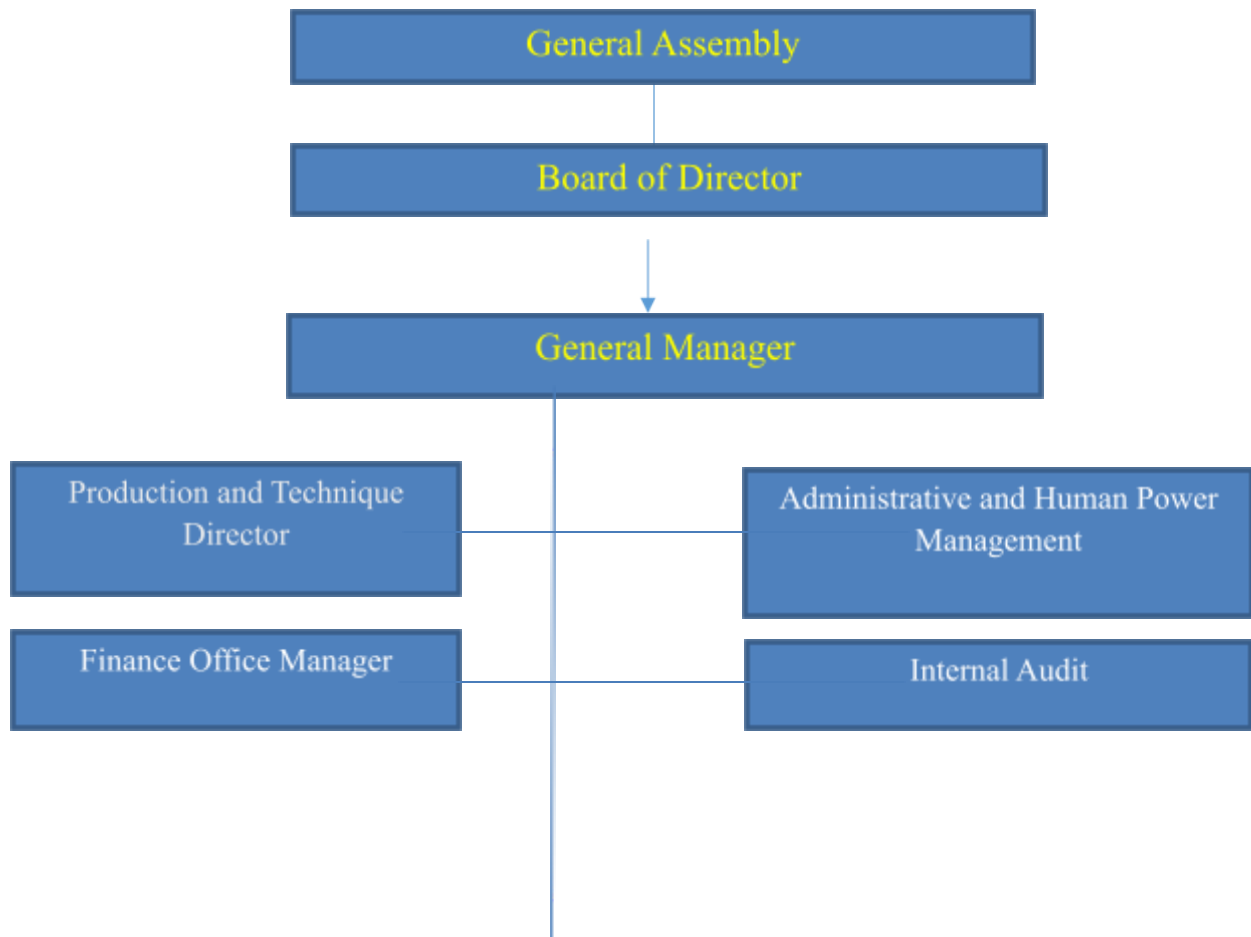 General Assembly
Board of Director
General Manager
Production and Technique
Director
Administrative and Human Power
Management
Finance Office Manager
Internal Audit